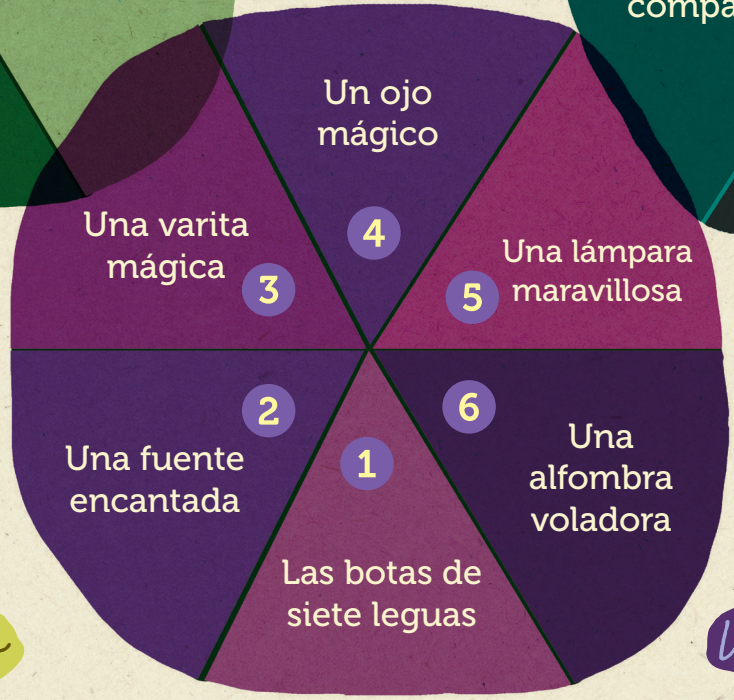 compa
Un ojo
mágico
4
Una varita
mágica
3
Una lámpara
maravillosa
5
2
Una fuente
encantada
1
Las botas de
siete leguas
6
Una
alfombra
voladora